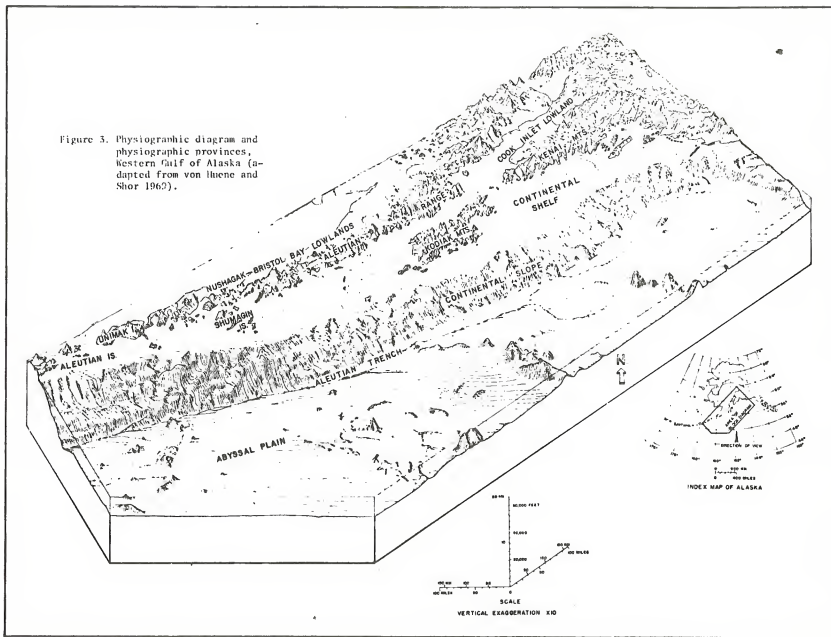 Figure 3. Physiographic diagram and
physiographic provinces,
Western Gulf of Alaska (a-
dapted from von Huene and
Shor 1969).
COOK INLET LOWLAND
KENAI MTS.
CONTINENTAL
SHELF
NUSHAGAK-BRISTOL BAY-LOWLANDS
ALEUTIAN
RANGE
KODIAK MTS.
CONTINENTAL SLOPE
UNIMAK
SHUMAGIN
IS.
ALEUTIAN IS.
ALEUTIAN TRENCH
ABYSSAL PLAIN
N
DIRECTION OF VIEW
INDEX MAP OF ALASKA
SCALE
VERTICAL EXAGGERATION X10